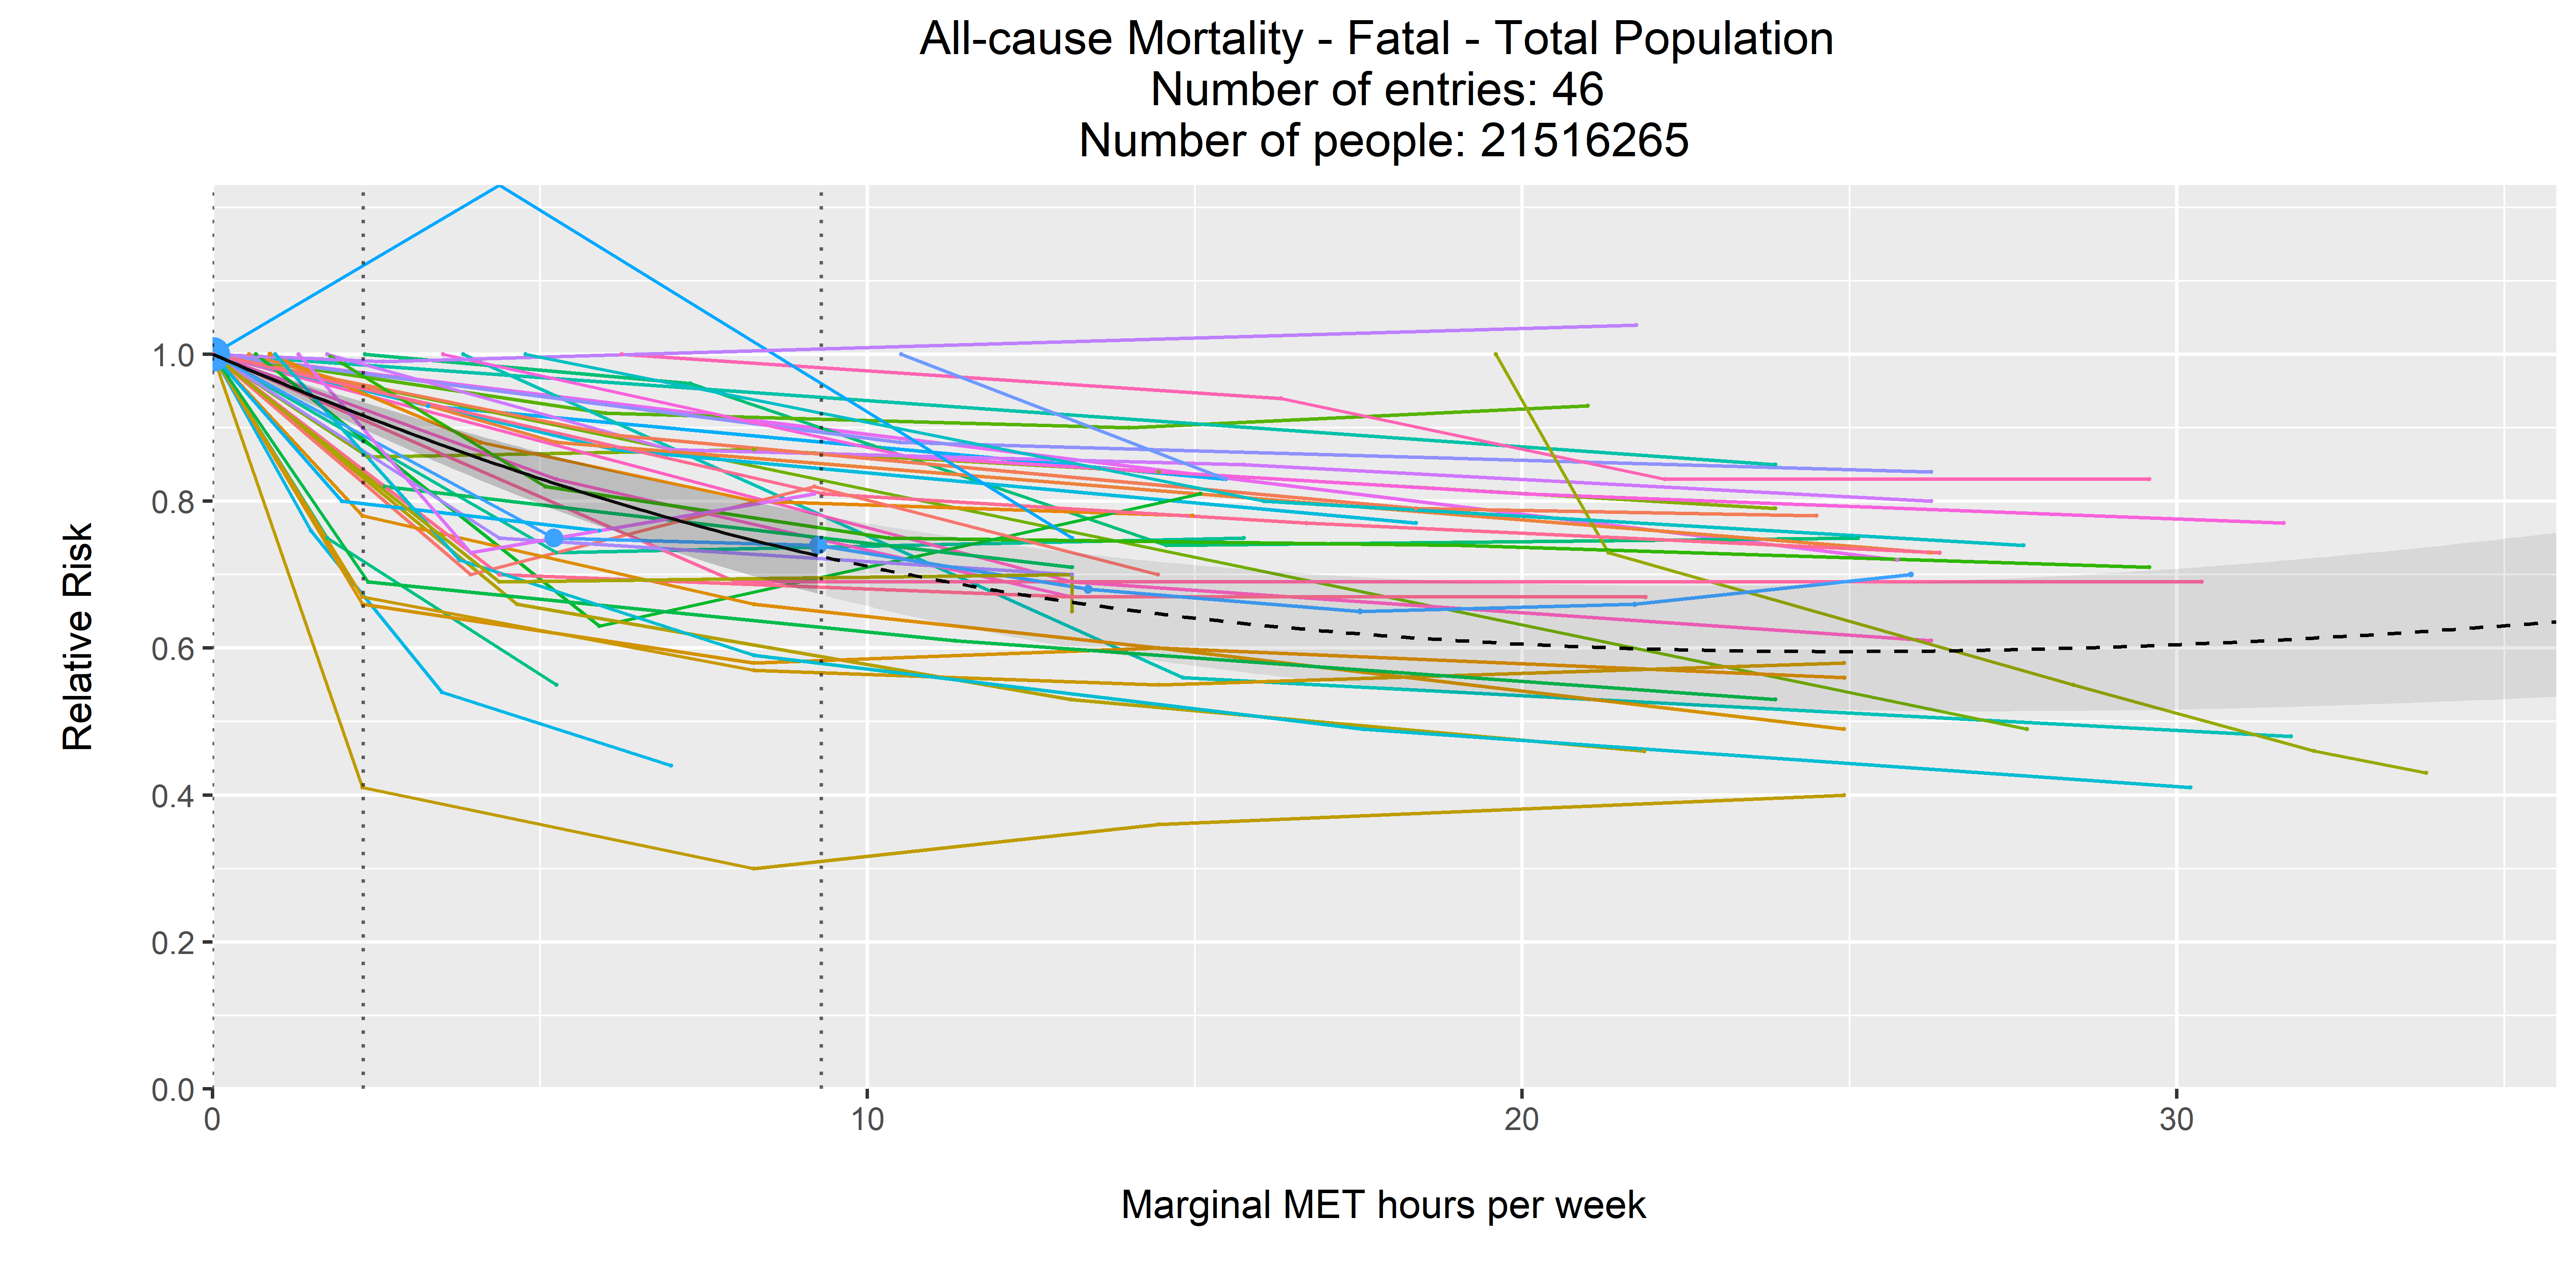 All-cause Mortality - Fatal - Total Population
Number of entries: 46
Number of people: 21516265
Relative Risk
1.0
0.8
0.6
0.4
0.2
0.0
0 10 20 30
Marginal MET hours per week